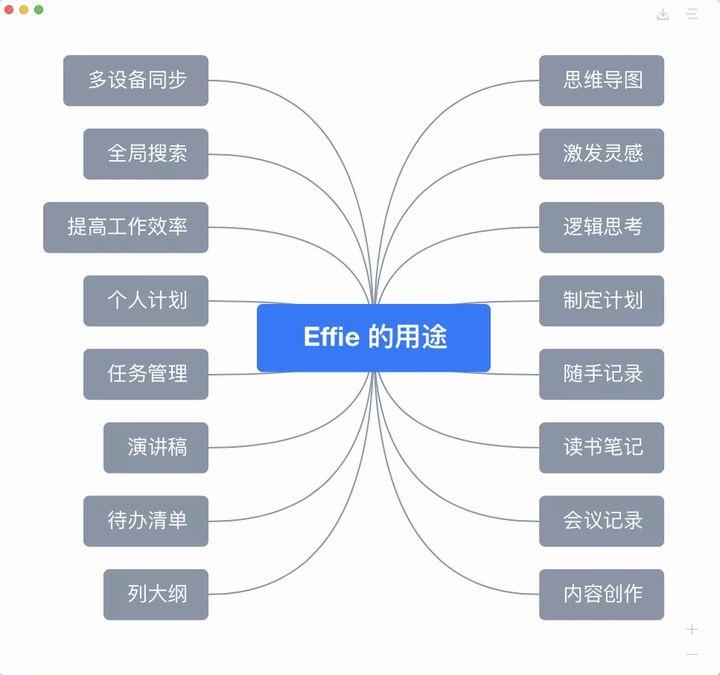 Effie 的用途
多设备同步
全局搜索
提高工作效率
个人计划
任务管理
演讲稿
待办清单
列大纲
思维导图
激发灵感
逻辑思考
制定计划
随手记录
读书笔记
会议记录
内容创作